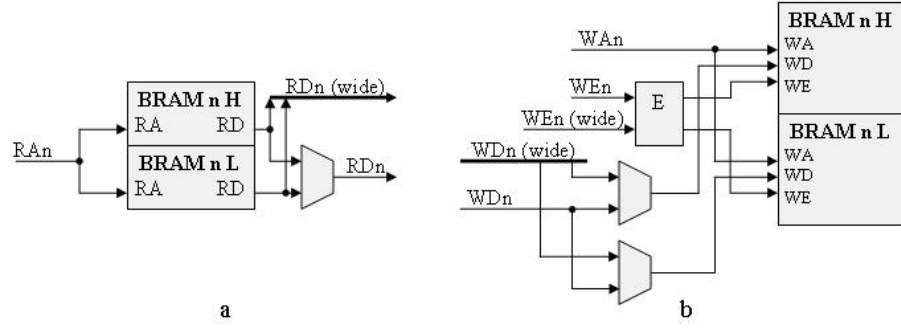 RAn
BRAM n H
RA RD
BRAM n L
RA RD
RDn (wide)
RDn
a
WAn
WEn
WEn (wide)
E
WDn (wide)
WDn
BRAM n H
WA
WD
WE
BRAM n L
WA
WD
WE
b